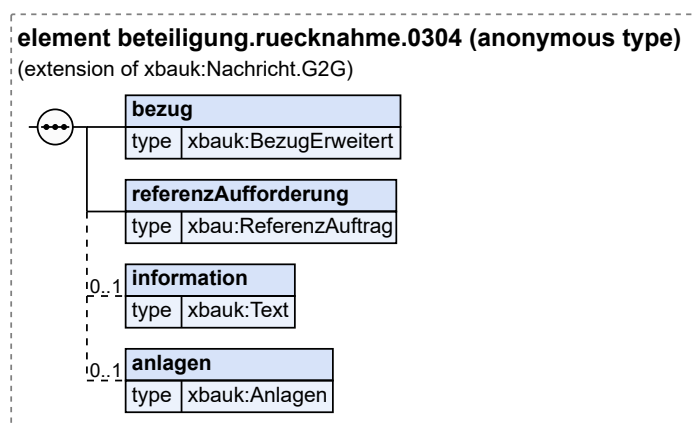 element beteiligung.ruecknahme.0304 (anonymous type)
(extension of xbauk:Nachricht.G2G)
bezug
type xbauk:BezugErweitert
referenzAufforderung
type xbau:ReferenzAuftrag
0..1 information
type xbauk:Text
0..1 anlagen
type xbauk:Anlagen